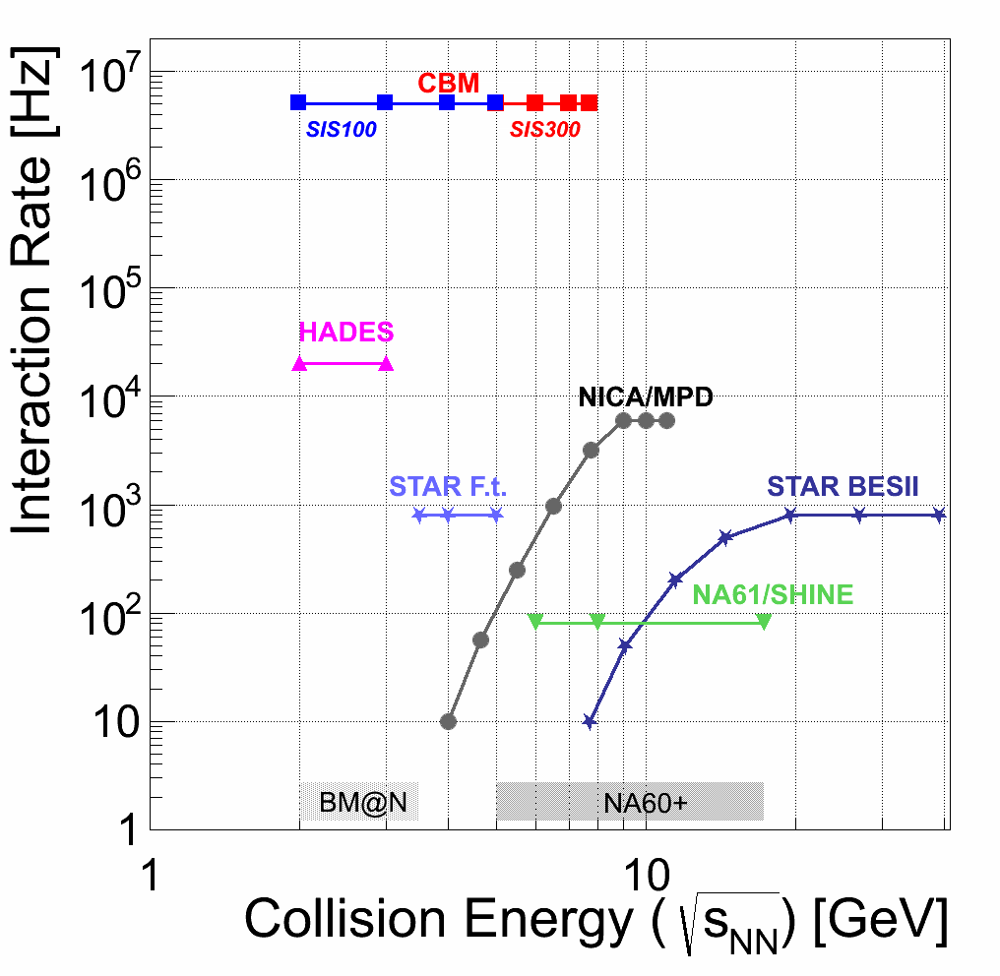 Interaction Rate [Hz]
10⁷
10⁶
10⁵
10⁴
10³
10²
10
1
CBM
SIS100
SIS300
HADES
NICA/MPD
STAR F.t.
STAR BESII
NA61/SHINE
BM@N
NA60+
1
10
Collision Energy (√sNN) [GeV]